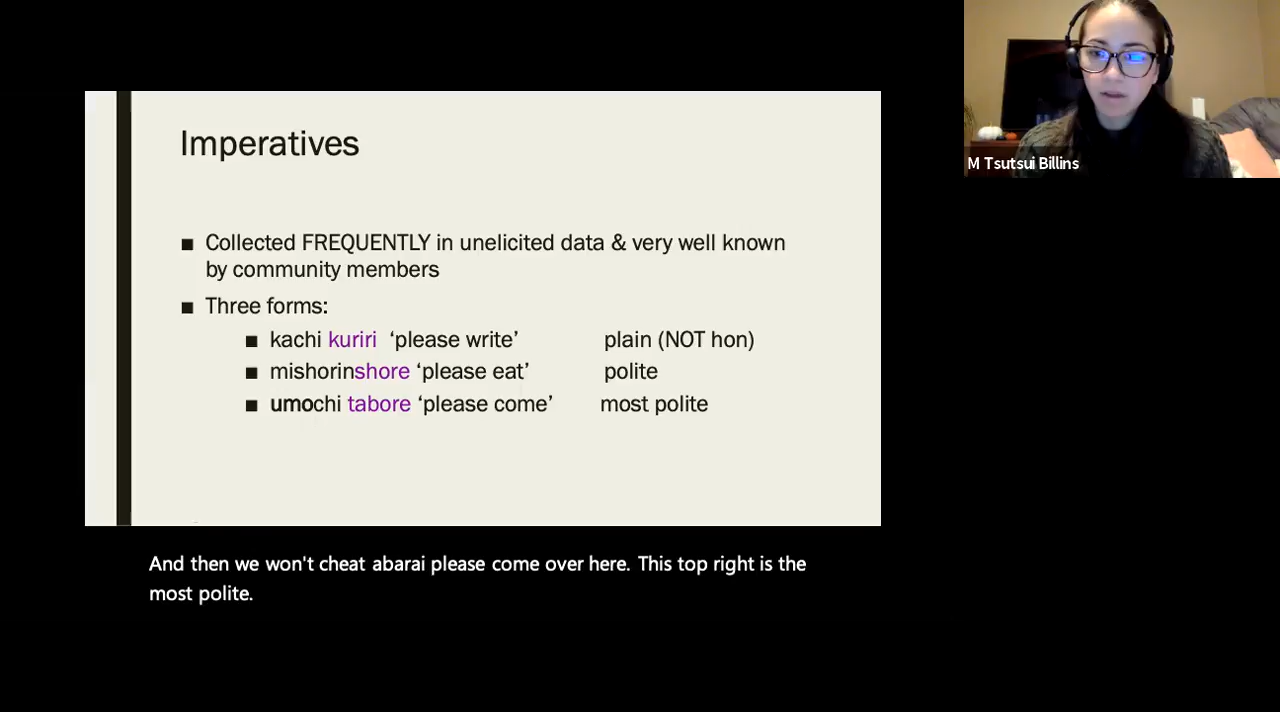 M Tsutsui Billins
Imperatives
■ Collected FREQUENTLY in unelicited data & very well known
by community members
■ Three forms:
■ kachi kuriri ‘please write’ plain (NOT hon)
■ mishorinshore ‘please eat’ polite
■ umochi tabore ‘please come’ most polite
And then we won't cheat abarai please come over here. This top right is the
most polite.